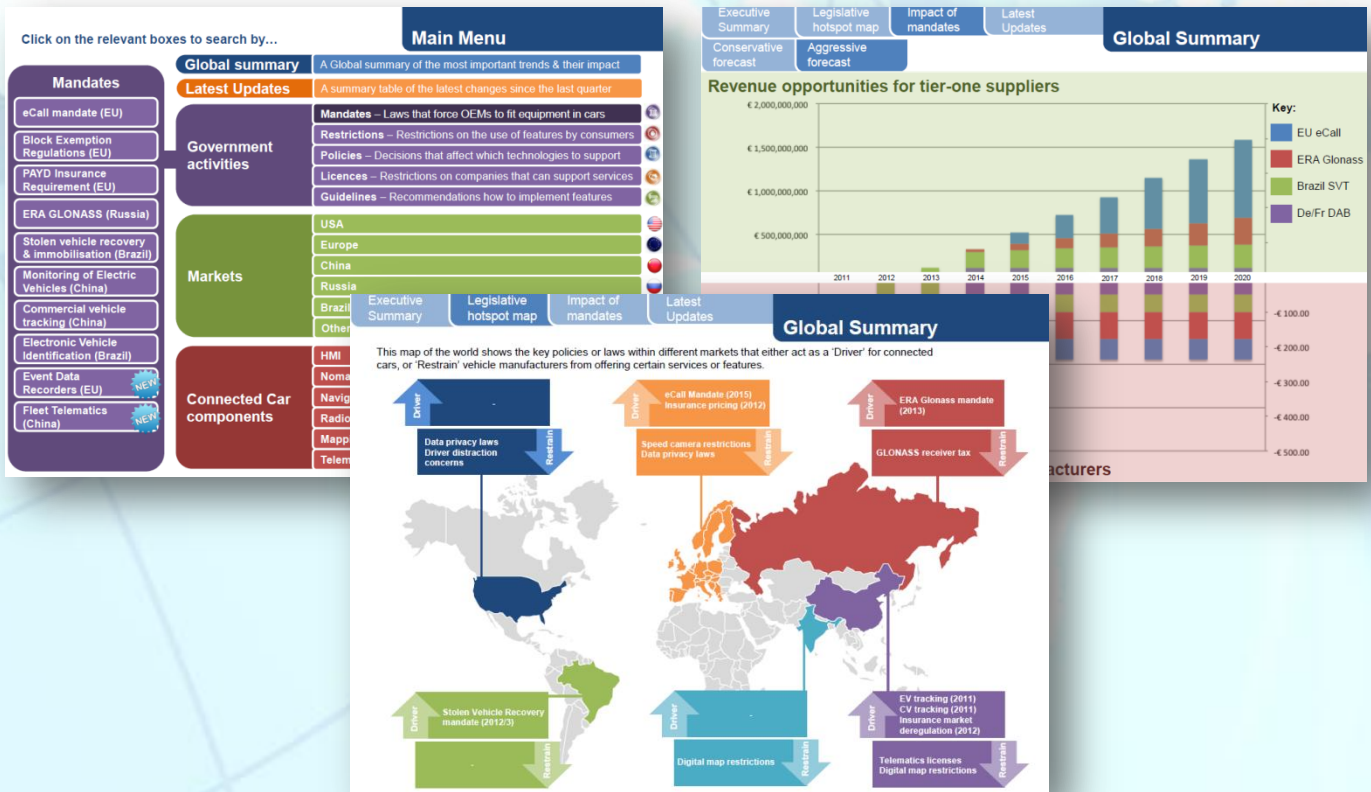 Click on the relevant boxes to search by…
Main Menu
Mandates
eCall mandate (EU)
Block Exemption
Regulations (EU)
PAYD Insurance
Requirement (EU)
ERA GLONASS (Russia)
Stolen vehicle recovery
& immobilisation (Brazil)
Monitoring of Electric
Vehicles (China)
Commercial vehicle
tracking (China)
Electronic Vehicle
Identification (Brazil)
Event Data
Recorders (EU)
NEW
Fleet Telematics
(China)
NEW
Global summary
A Global summary of the most important trends & their impact
Latest Updates
A summary table of the latest changes since the last quarter
Government
activities
Mandates – Laws that force OEMs to fit equipment in cars
Restrictions – Restrictions on the use of features by consumers
Policies – Decisions that affect which technologies to support
Licences – Restrictions on companies that can support services
Guidelines – Recommendations how to implement features
Markets
USA
Europe
China
Russia
Brazil
Other
Connected Car
components
HMI
Radio
Executive
Summary
Legislative
hotspot map
Impact of
mandates
Latest
Updates
Global Summary
Conservative
forecast
Aggressive
forecast
Revenue opportunities for tier-one suppliers
€ 2,000,000,000
€ 1,500,000,000
€ 1,000,000,000
€ 500,000,000
2011 2012 2013 2014 2015 2016 2017 2018 2019 2020
-€ 100.00
-€ 200.00
-€ 300.00
-€ 400.00
-€ 500.00
Key:
EU eCall
ERA Glonass
Brazil SVT
De/Fr DAB
acturers
Executive
Summary
Legislative
hotspot map
Impact of
mandates
Latest
Updates
Global Summary
This map of the world shows the key policies or laws within different markets that either act as a 'Driver' for connected
cars, or 'Restrain' vehicle manufacturers from offering certain services or features.
Driver
-
Data privacy laws
Driver distraction
concerns
Restrain
Driver
eCall Mandate (2015)
Insurance pricing (2012)
Speed camera restrictions
Data privacy laws
Restrain
Driver
ERA Glonass mandate
(2013)
GLONASS receiver tax
Restrain
Driver
Stolen Vehicle Recovery
mandate (2012/3)
-
Restrain
Driver
-
Digital map restrictions
Restrain
Driver
EV tracking (2011)
CV tracking (2011)
Insurance market
deregulation (2012)
Telematics licenses
Digital map restrictions
Restrain